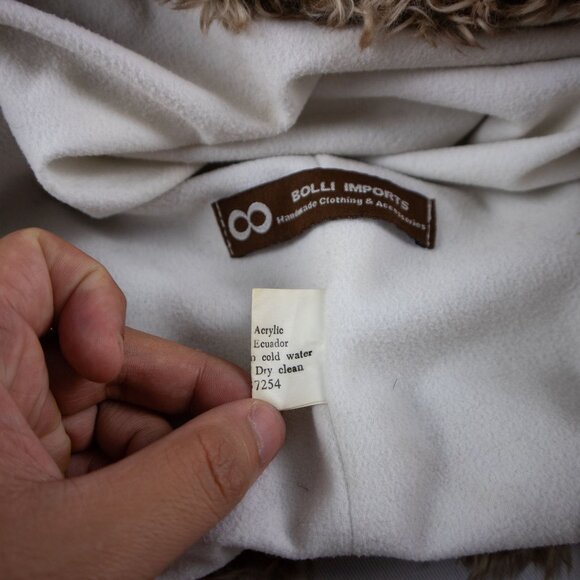 BOLLI IMPORTS
Handmade Clothing & Accessories
Acrylic
Ecuador
cold water
Dry clean
7254